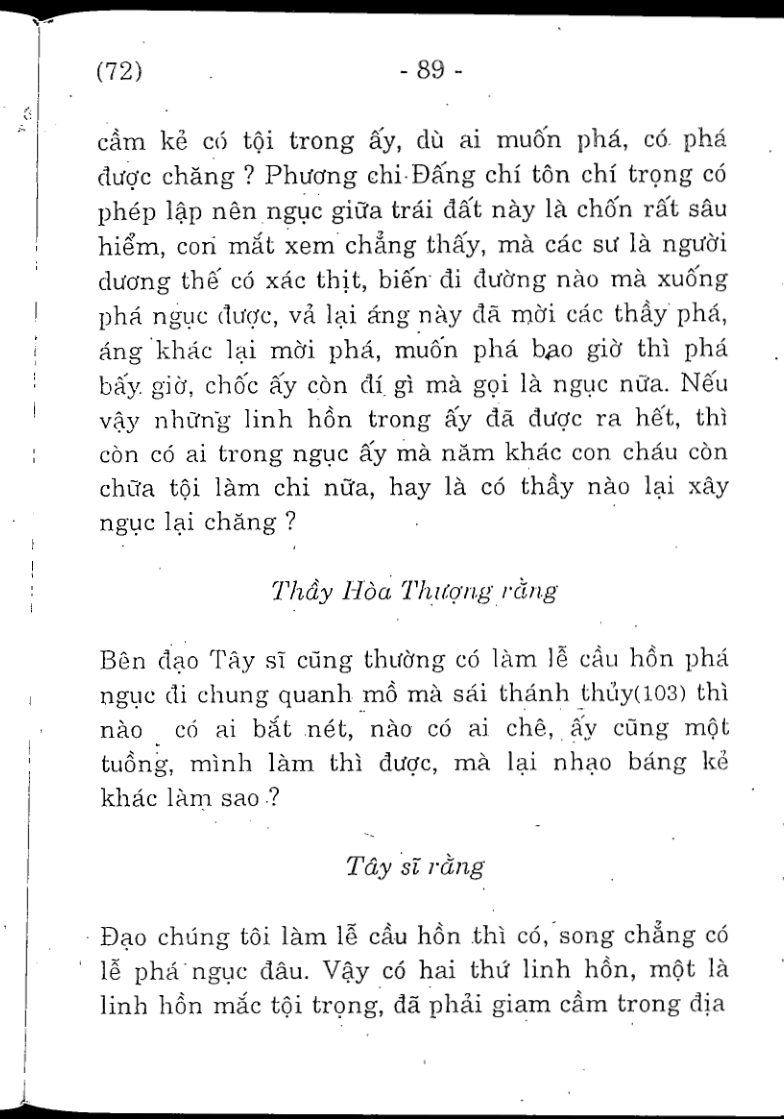 (72) - 89 -
cầm kẻ có tội trong ấy, dù ai muốn phá, có phá
được chăng ? Phương chi Đấng chí tôn chí trọng có
phép lập nên ngục giữa trái đất này là chốn rất sâu
hiểm, con mắt xem chẳng thấy, mà các sư là người
dương thế có xác thịt, biến đi đường nào mà xuống
phá ngục được, vả lại áng này đã mời các thầy phá,
áng khác lại mời phá, muốn phá bao giờ thì phá
bấy giờ, chốc ấy còn đí gì mà gọi là ngục nữa. Nếu
vậy những linh hồn trong ấy đã được ra hết, thì
còn có ai trong ngục ấy mà năm khác con cháu còn
chữa tội làm chi nữa, hay là có thầy nào lại xây
ngục lại chăng ?
Thầy Hòa Thượng rằng
Bên đạo Tây sĩ cũng thường có làm lễ cầu hồn phá
ngục đi chung quanh mồ mà sái thánh thủy(103) thì
nào có ai bắt nét, nào có ai chê, ấy cũng một
tuồng, mình làm thì được, mà lại nhạo báng kẻ
khác làm sao ?
Tây sĩ rằng
Đạo chúng tôi làm lễ cầu hồn thì có, song chẳng có
lễ phá ngục đâu. Vậy có hai thứ linh hồn, một là
linh hồn mắc tội trọng, đã phải giam cầm trong địa